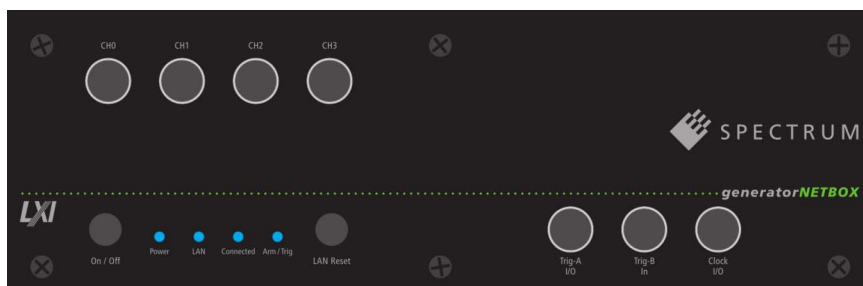 CH0
CH1
CH2
CH3
SPECTRUM
generatorNETBOX
LXI
On / Off
Power
LAN
Connected
Arm / Trig
LAN Reset
Trig-A
I/O
Trig-B
In
Clock
I/O